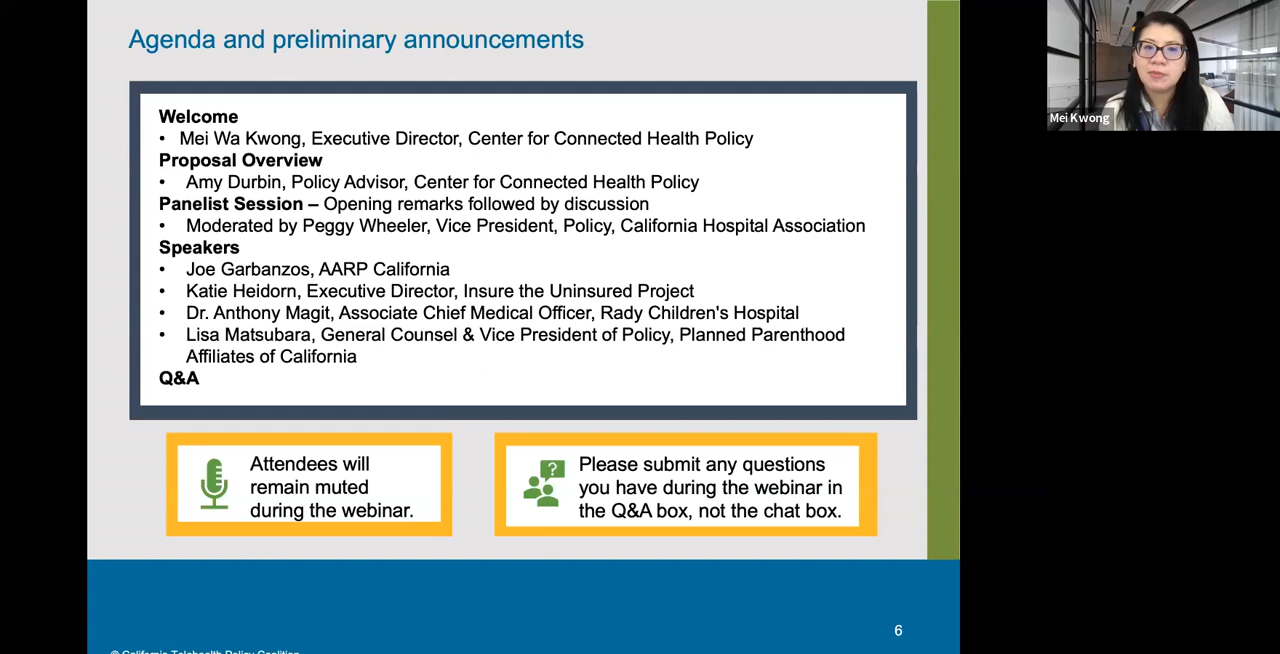 Agenda and preliminary announcements
Welcome
• Mei Wa Kwong, Executive Director, Center for Connected Health Policy
Proposal Overview
• Amy Durbin, Policy Advisor, Center for Connected Health Policy
Panelist Session – Opening remarks followed by discussion
• Moderated by Peggy Wheeler, Vice President, Policy, California Hospital Association
Speakers
• Joe Garbanzos, AARP California
• Katie Heidorn, Executive Director, Insure the Uninsured Project
• Dr. Anthony Magit, Associate Chief Medical Officer, Rady Children's Hospital
• Lisa Matsubara, General Counsel & Vice President of Policy, Planned Parenthood
Affiliates of California
Q&A
Attendees will
remain muted
during the webinar.
?
Please submit any questions
you have during the webinar in
the Q&A box, not the chat box.
6
© California Telehealth Policy Coalition
Mei Kwong